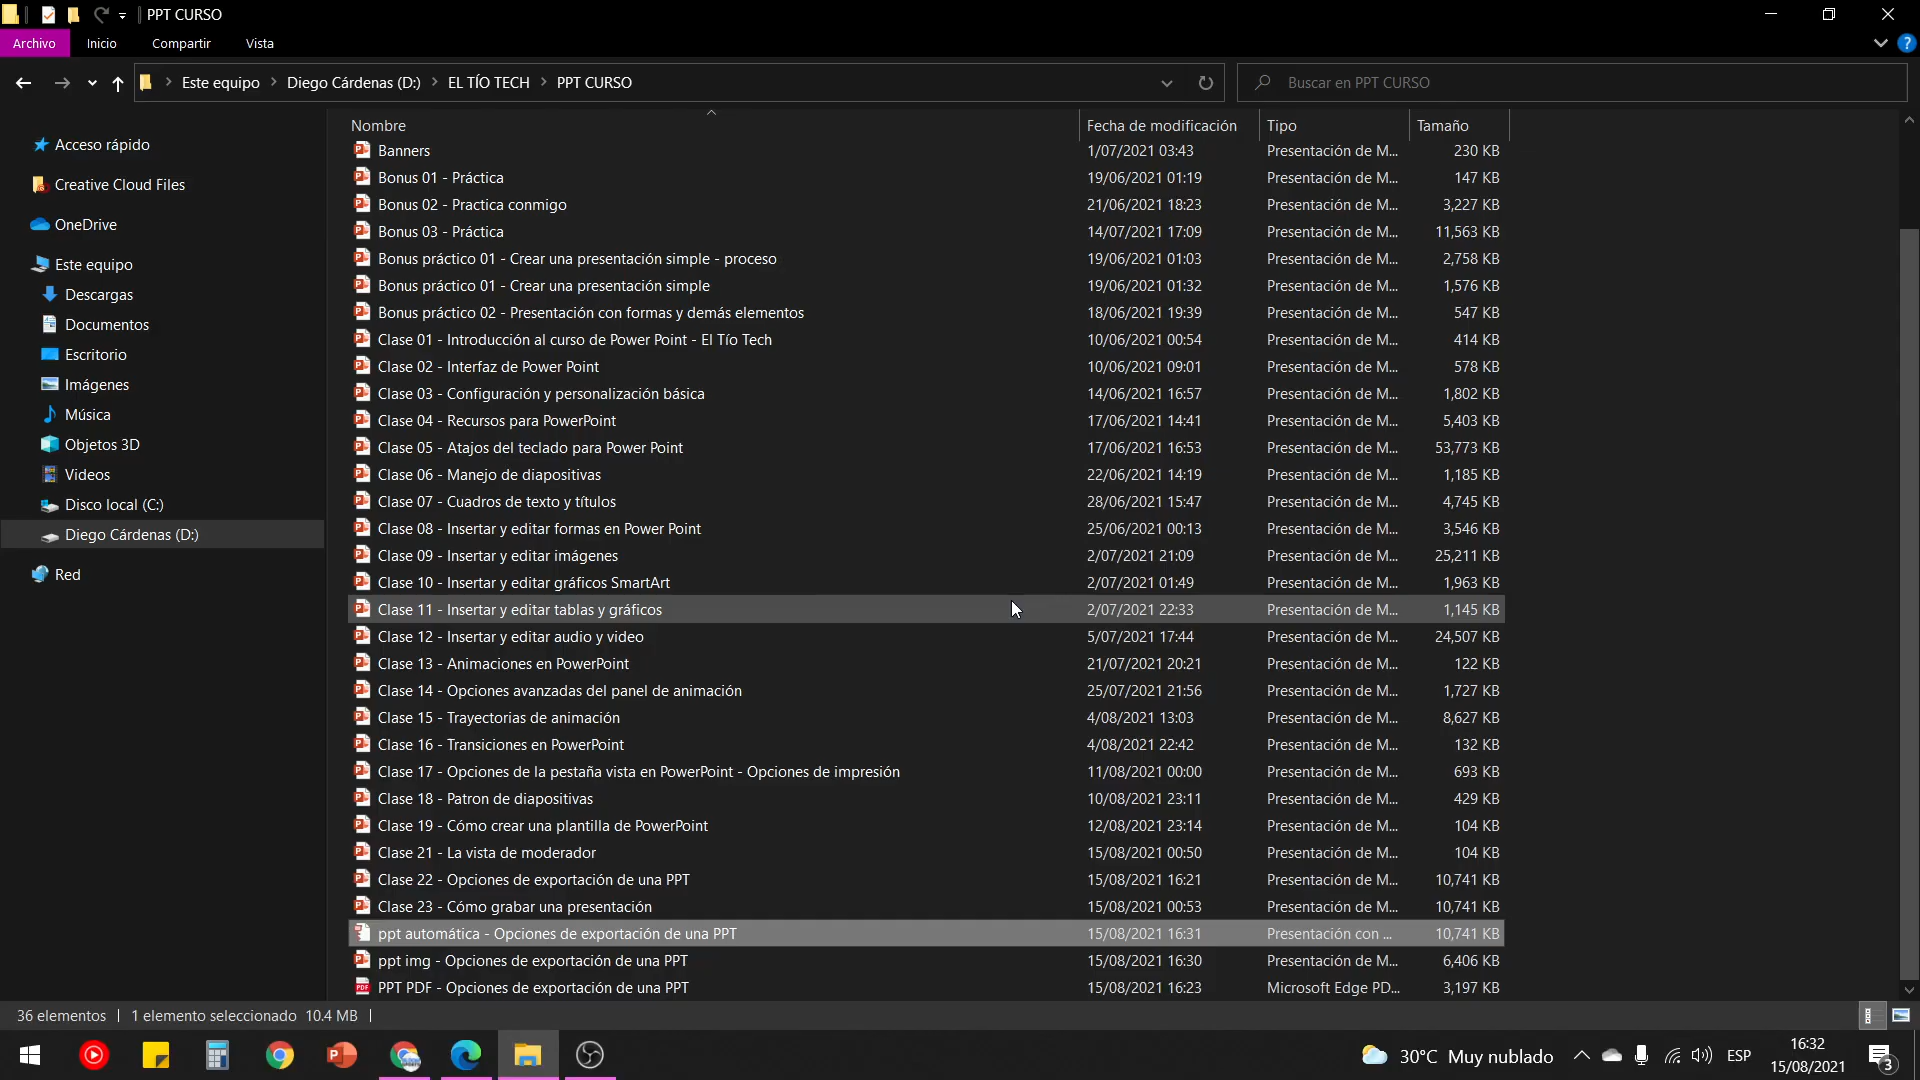 PPT CURSO
Archivo Inicio Compartir Vista
Este equipo Diego Cárdenas (D:) EL TÍO TECH PPT CURSO Buscar en PPT CURSO
Acceso rápido
Creative Cloud Files
OneDrive
Este equipo
Descargas
Documentos
Escritorio
Imágenes
Música
Objetos 3D
Videos
Disco local (C:)
Diego Cárdenas (D:)
Red
Nombre Fecha de modificación Tipo Tamaño
Banners 1/07/2021 03:43 Presentación de M... 230 KB
Bonus 01 - Práctica 19/06/2021 01:19 Presentación de M... 147 KB
Bonus 02 - Practica conmigo 21/06/2021 18:23 Presentación de M... 3,227 KB
Bonus 03 - Práctica 14/07/2021 17:09 Presentación de M... 11,563 KB
Bonus práctico 01 - Crear una presentación simple - proceso 19/06/2021 01:03 Presentación de M... 2,758 KB
Bonus práctico 01 - Crear una presentación simple 19/06/2021 01:32 Presentación de M... 1,576 KB
Bonus práctico 02 - Presentación con formas y demás elementos 18/06/2021 19:39 Presentación de M... 547 KB
Clase 01 - Introducción al curso de Power Point - El Tío Tech 10/06/2021 00:54 Presentación de M... 414 KB
Clase 02 - Interfaz de Power Point 10/06/2021 09:01 Presentación de M... 578 KB
Clase 03 - Configuración y personalización básica 14/06/2021 16:57 Presentación de M... 1,802 KB
Clase 04 - Recursos para PowerPoint 17/06/2021 14:41 Presentación de M... 5,403 KB
Clase 05 - Atajos del teclado para Power Point 17/06/2021 16:53 Presentación de M... 53,773 KB
Clase 06 - Manejo de diapositivas 22/06/2021 14:19 Presentación de M... 1,185 KB
Clase 07 - Cuadros de texto y títulos 28/06/2021 15:47 Presentación de M... 4,745 KB
Clase 08 - Insertar y editar formas en Power Point 25/06/2021 00:13 Presentación de M... 3,546 KB
Clase 09 - Insertar y editar imágenes 2/07/2021 21:09 Presentación de M... 25,211 KB
Clase 10 - Insertar y editar gráficos SmartArt 2/07/2021 01:49 Presentación de M... 1,963 KB
Clase 11 - Insertar y editar tablas y gráficos 2/07/2021 22:33 Presentación de M... 1,145 KB
Clase 12 - Insertar y editar audio y video 5/07/2021 17:44 Presentación de M... 24,507 KB
Clase 13 - Animaciones en PowerPoint 21/07/2021 20:21 Presentación de M... 122 KB
Clase 14 - Opciones avanzadas del panel de animación 25/07/2021 21:56 Presentación de M... 1,727 KB
Clase 15 - Trayectorias de animación 4/08/2021 13:03 Presentación de M... 8,627 KB
Clase 16 - Transiciones en PowerPoint 4/08/2021 22:42 Presentación de M... 132 KB
Clase 17 - Opciones de la pestaña vista en PowerPoint - Opciones de impresión 11/08/2021 00:00 Presentación de M... 693 KB
Clase 18 - Patron de diapositivas 10/08/2021 23:11 Presentación de M... 429 KB
Clase 19 - Cómo crear una plantilla de PowerPoint 12/08/2021 23:14 Presentación de M... 104 KB
Clase 21 - La vista de moderador 15/08/2021 00:50 Presentación de M... 104 KB
Clase 22 - Opciones de exportación de una PPT 15/08/2021 16:21 Presentación de M... 10,741 KB
Clase 23 - Cómo grabar una presentación 15/08/2021 00:53 Presentación de M... 10,741 KB
ppt automática - Opciones de exportación de una PPT 15/08/2021 16:31 Presentación con ... 10,741 KB
ppt img - Opciones de exportación de una PPT 15/08/2021 16:30 Presentación de M... 6,406 KB
PPT PDF - Opciones de exportación de una PPT 15/08/2021 16:23 Microsoft Edge PD... 3,197 KB
36 elementos 1 elemento seleccionado 10.4 MB
30°C Muy nublado ESP 16:32
15/08/2021 3